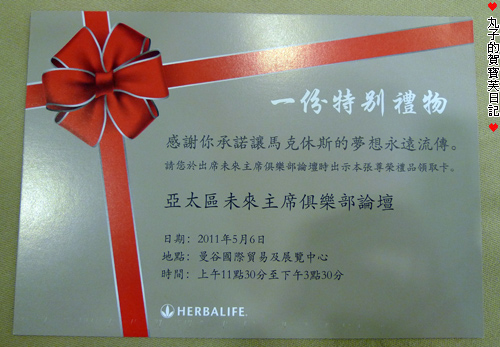 一份特別禮物
感謝你承諾讓馬克休斯的夢想永遠流傳。
請您於出席未來主席俱樂部論壇時出示本張尊榮禮品領取卡。
亞太區未來主席俱樂部論壇
日期：2011年5月6日
地點：曼谷國際貿易及展覽中心
時間：上午11點30分至下午3點30分
HERBALIFE.
♥丸子的賀寶芙日記♥